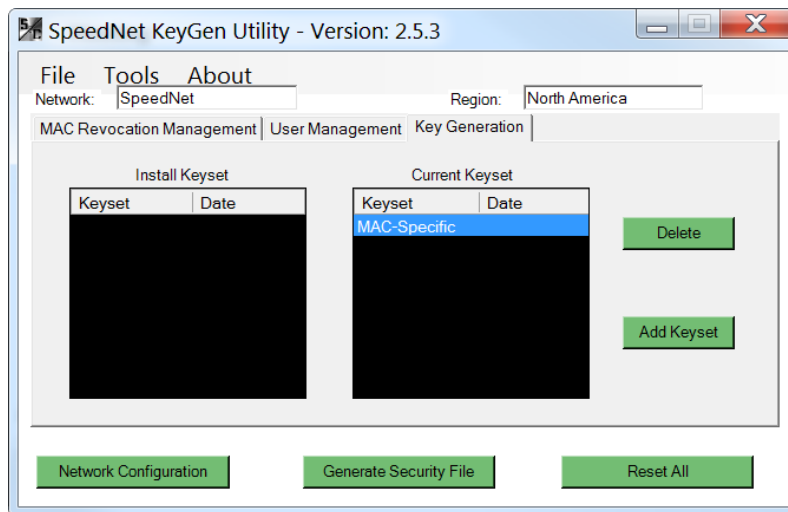 SpeedNet KeyGen Utility - Version: 2.5.3
File Tools About
Network: SpeedNet Region: North America
MAC Revocation Management User Management Key Generation
Install Keyset Current Keyset
Keyset Date Keyset Date
MAC-Specific
Delete
Add Keyset
Network Configuration Generate Security File Reset All